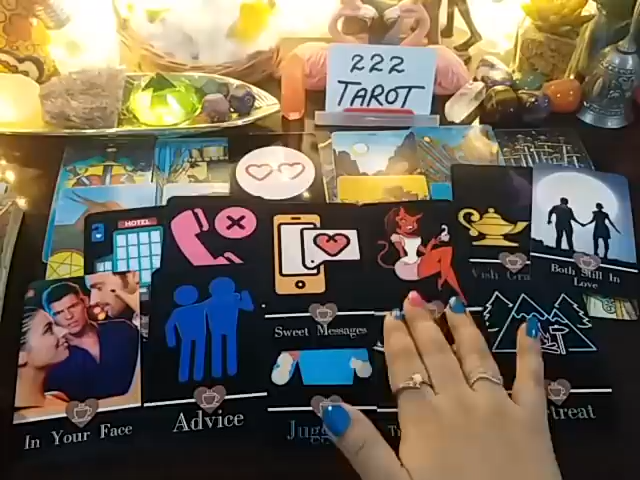 222
TAROT
HOTEL
Sweet Messages
Both Still In
Love
In Your Face
Advice